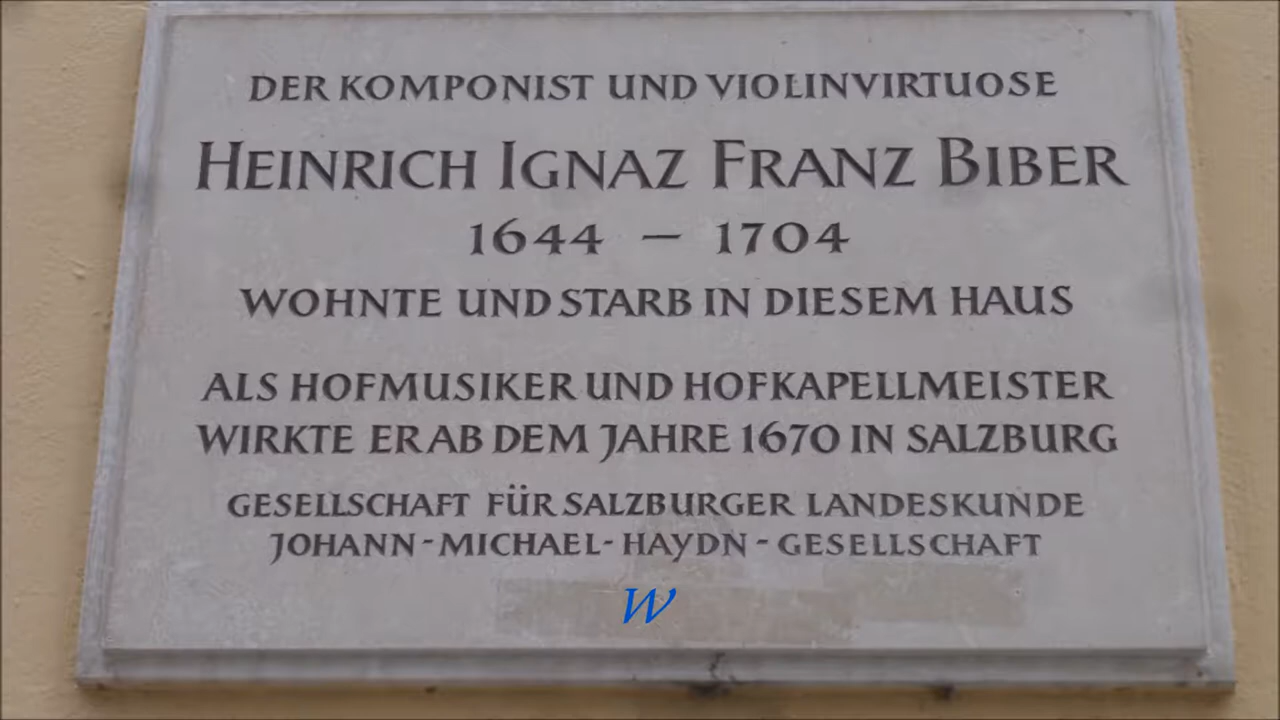 DER KOMPONIST UND VIOLINVIRTUOSE
HEINRICH IGNAZ FRANZ BIBER
1644 – 1704
WOHNTE UND STARB IN DIESEM HAUS
ALS HOFMUSIKER UND HOFKAPELLMEISTER
WIRKTE ER AB DEM JAHRE 1670 IN SALZBURG
GESELLSCHAFT FÜR SALZBURGER LANDESKUNDE
JOHANN-MICHAEL-HAYDN-GESELLSCHAFT
W